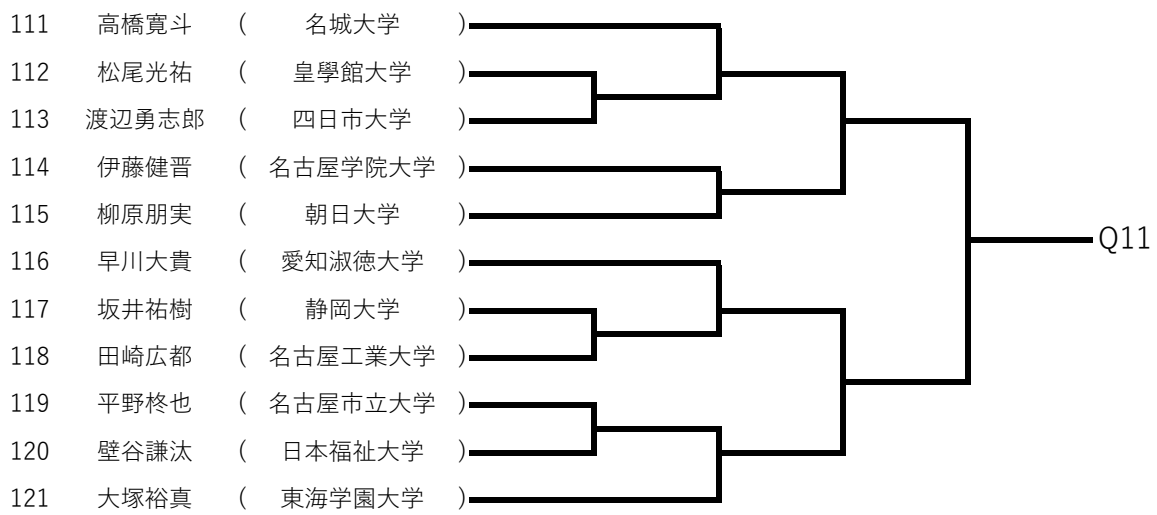 111 高橋寛斗 ( 名城大学 )
112 松尾光祐 ( 皇學館大学 )
113 渡辺勇志郎 ( 四日市大学 )
114 伊藤健晋 ( 名古屋学院大学 )
115 柳原朋実 ( 朝日大学 )
116 早川大貴 ( 愛知淑徳大学 )
Q11
117 坂井祐樹 ( 静岡大学 )
118 田崎広都 ( 名古屋工業大学 )
119 平野柊也 ( 名古屋市立大学 )
120 壁谷謙汰 ( 日本福祉大学 )
121 大塚裕真 ( 東海学園大学 )